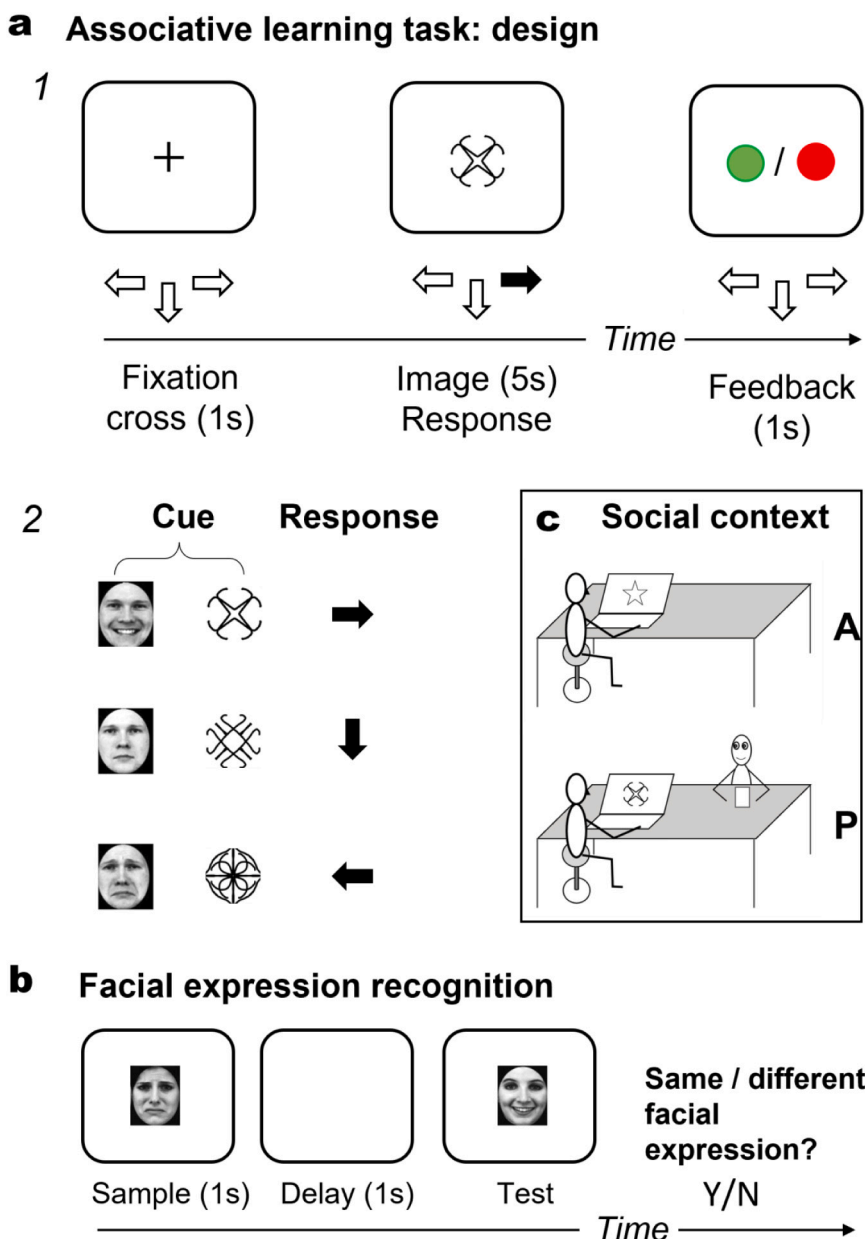 a Associative learning task: design
1
+
/
Time
Fixation
cross (1s)
Image (5s)
Response
Feedback
(1s)
2
Cue Response
c Social context
A
P
b Facial expression recognition
Same / different
facial
expression?
Sample (1s) Delay (1s) Test Y/N
Time